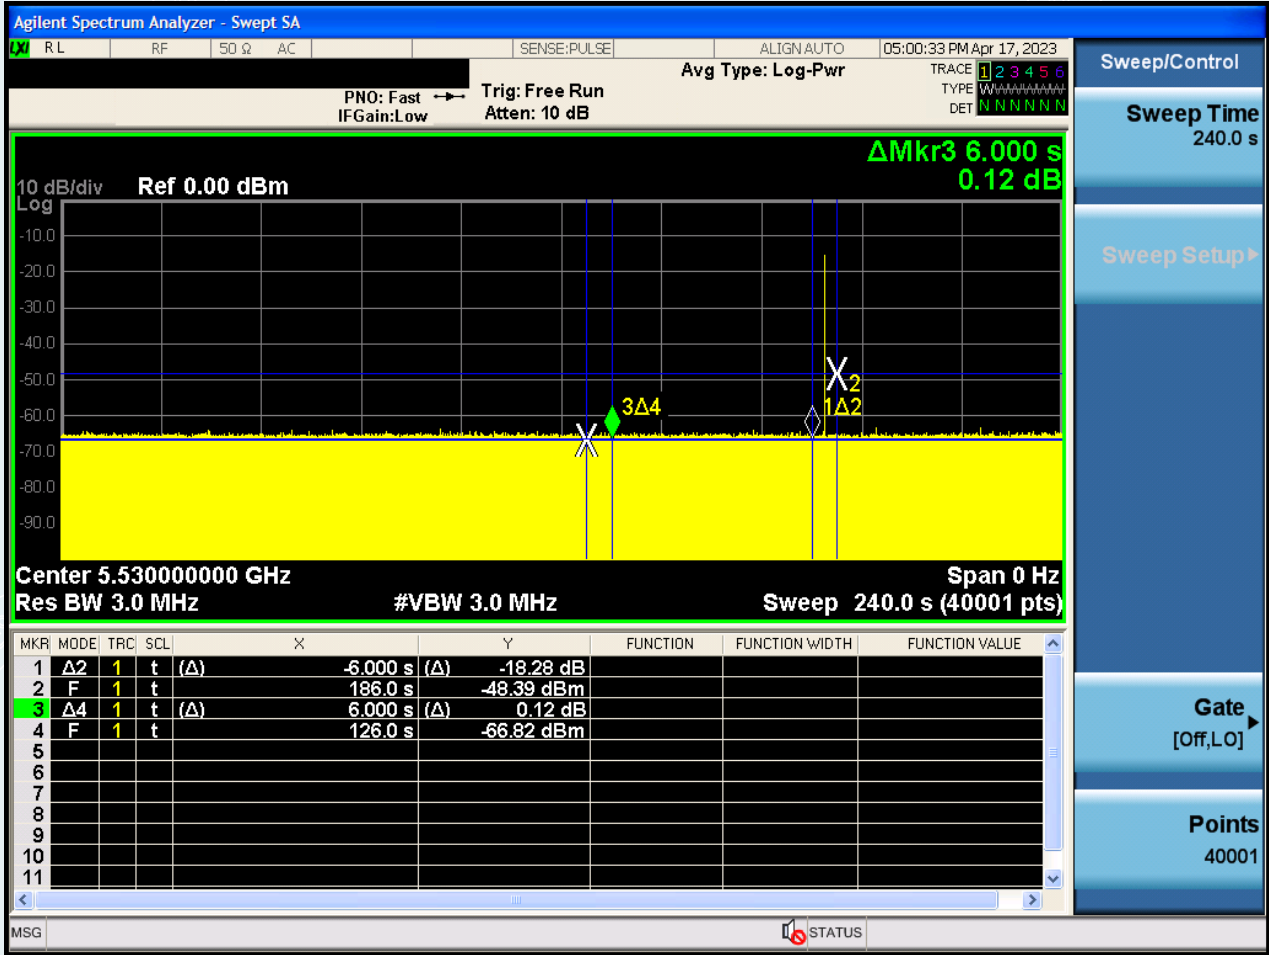 Agilent Spectrum Analyzer - Swept SA
LXI RL RF 50 Ω AC SENSE:PULSE ALIGN AUTO 05:00:33 PM Apr 17, 2023
Sweep/Control
Avg Type: Log-Pwr
TRACE 1 2 3 4 5 6
PNO: Fast Trig: Free Run
TYPE WWWWWW
IFGain:Low Atten: 10 dB
DET N N N N N N
Sweep Time
240.0 s
ΔMkr3 6.000 s
0.12 dB
10 dB/div Ref 0.00 dBm
Log
-10.0
-20.0
-30.0
-40.0
-50.0
-60.0
-70.0
-80.0
-90.0
2
3Δ4
1Δ2
Sweep Setup
Center 5.530000000 GHz Span 0 Hz
Res BW 3.0 MHz #VBW 3.0 MHz Sweep 240.0 s (40001 pts)
MKR MODE TRC SCL X Y FUNCTION FUNCTION WIDTH FUNCTION VALUE
1 Δ2 1 t (Δ) -6.000 s (Δ) -18.28 dB
2 F 1 t 186.0 s -48.39 dBm
3 Δ4 1 t (Δ) 6.000 s (Δ) 0.12 dB
4 F 1 t 126.0 s -66.82 dBm
5
6
7
8
9
10
11
Gate
[Off,LO]
Points
40001
MSG STATUS